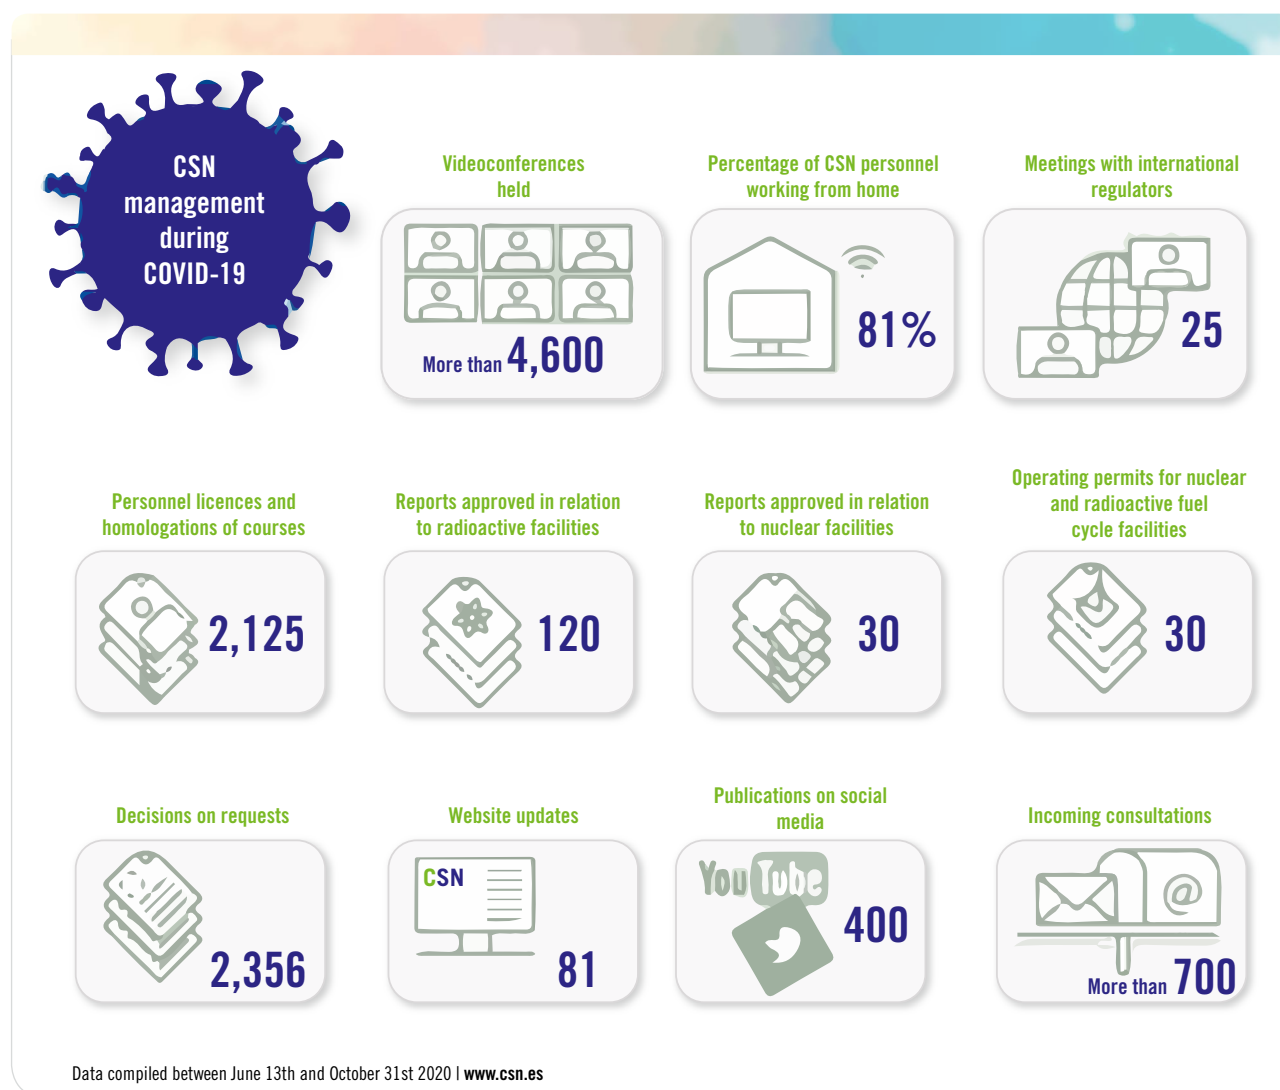 CSN
management
during
COVID-19
Videoconferences
held
More than 4,600
Percentage of CSN personnel
working from home
81%
Meetings with international
regulators
25
Personnel licences and
homologations of courses
2,125
Reports approved in relation
to radioactive facilities
120
Reports approved in relation
to nuclear facilities
30
Operating permits for nuclear
and radioactive fuel
cycle facilities
30
Decisions on requests
2,356
Website updates
CSN
81
Publications on social
media
YouTube
400
Incoming consultations
@
More than 700
Data compiled between June 13th and October 31st 2020 | www.csn.es